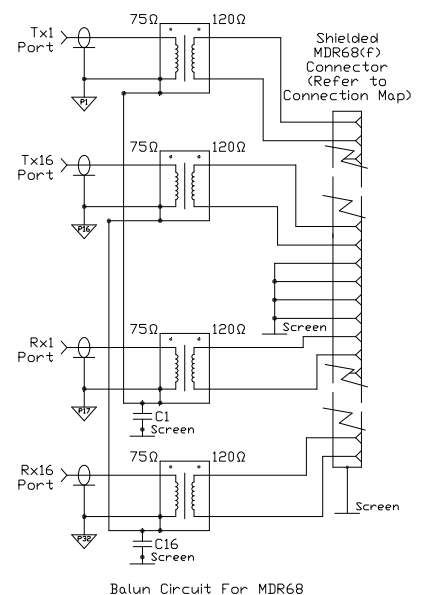 75Ω 120Ω
Tx1
Port
P1
Shielded
MDR68(f)
Connector
(Refer to
Connection Map)
75Ω 120Ω
Tx16
Port
P16
Screen
75Ω 120Ω
Rx1
Port
P17
C1
Screen
75Ω 120Ω
Rx16
Port
P32
C16
Screen
Screen
Balun Circuit For MDR68